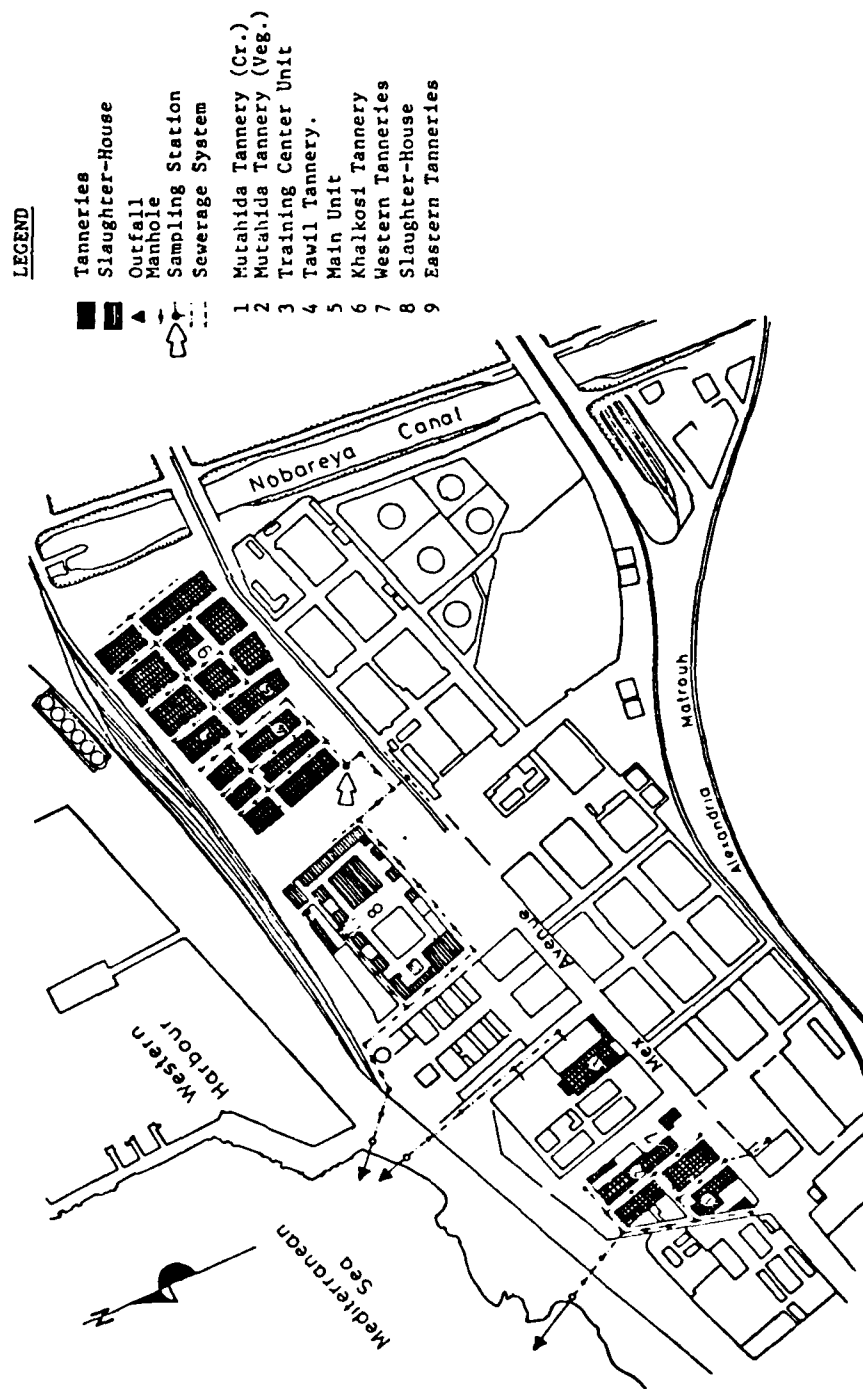 LEGEND
Tanneries
Slaughter-House
Outfall
Manhole
Sampling Station
Sewerage System
1 Mutahida Tannery (Cr.)
2 Mutahida Tannery (Veg.)
3 Training Center Unit
4 Tawil Tannery.
5 Main Unit
6 Khalkosi Tannery
7 Western Tanneries
8 Slaughter-House
9 Eastern Tanneries
Nobareya Canal
Western
Harbour
Mediterranean
Sea
N
Mex Avenue
Alexandria Matrouh
9
8
7